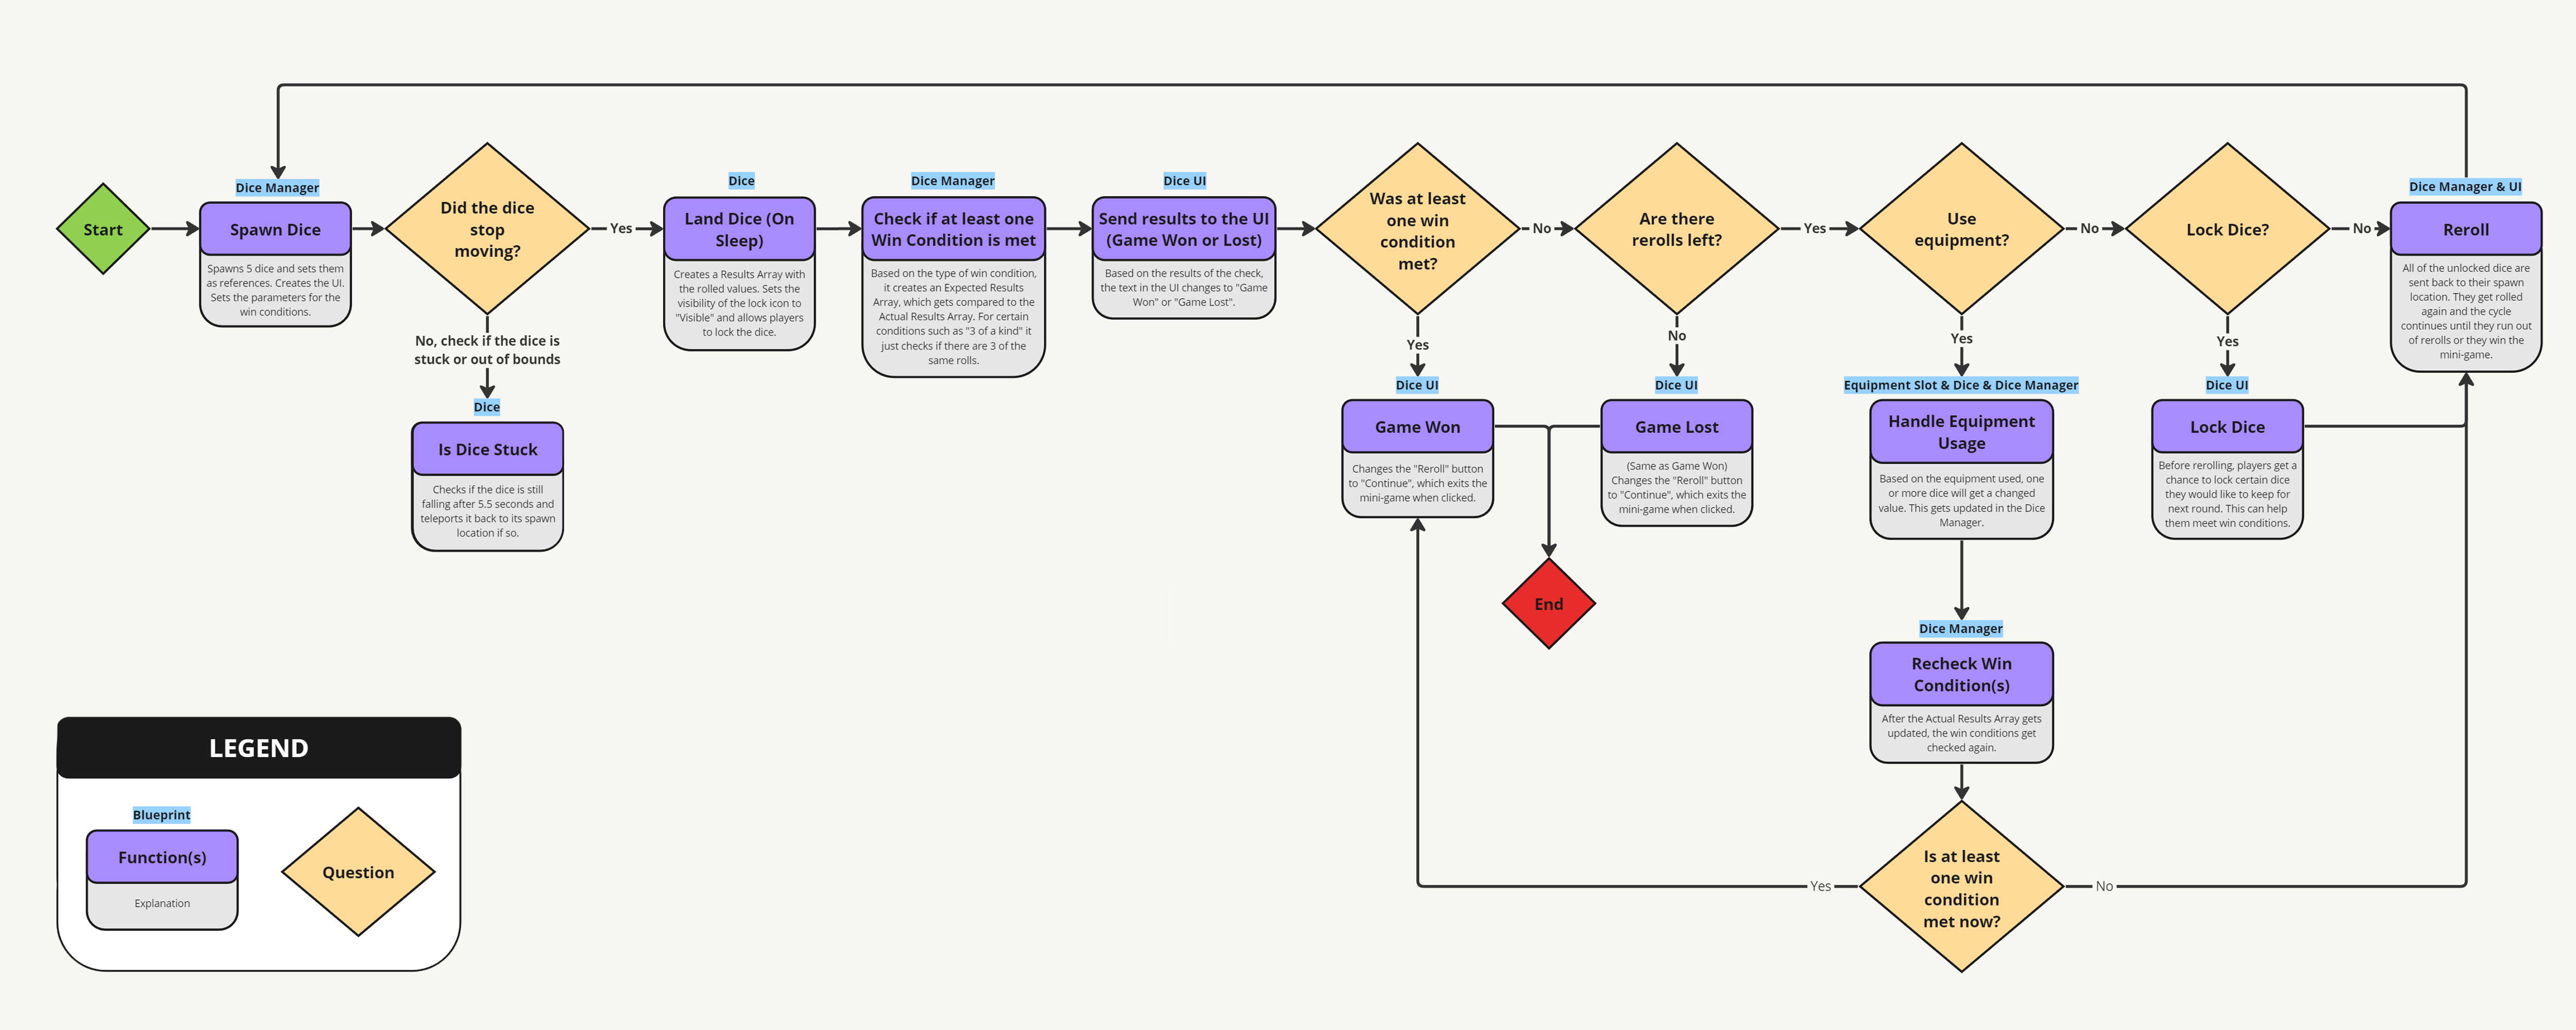 Start
Dice Manager
Spawn Dice
Spawns 5 dice and sets them
as references. Creates the UI.
Sets the parameters for the
win conditions.
Did the dice
stop
moving?
Yes
No, check if the dice is
stuck or out of bounds
Dice
Is Dice Stuck
Checks if the dice is still
falling after 5.5 seconds and
teleports it back to its spawn
location if so.
Dice
Land Dice (On
Sleep)
Creates a Results Array with
the rolled values. Sets the
visibility of the lock icon to
"Visible" and allows players
to lock the dice.
Dice Manager
Check if at least one
Win Condition is met
Based on the type of win condition,
it creates an Expected Results
Array, which gets compared to the
Actual Results Array. For certain
conditions such as "3 of a kind" it
just checks if there are 3 of the
same rolls.
Dice UI
Send results to the UI
(Game Won or Lost)
Based on the results of the check,
the text in the UI changes to "Game
Won" or "Game Lost".
Was at least
one win
condition
met?
No
Yes
Dice UI
Game Won
Changes the "Reroll" button
to "Continue", which exits the
mini-game when clicked.
Are there
rerolls left?
Yes
No
Dice UI
Game Lost
(Same as Game Won)
Changes the "Reroll" button
to "Continue", which exits the
mini-game when clicked.
End
Use
equipment?
No
Yes
Equipment Slot & Dice & Dice Manager
Handle Equipment
Usage
Based on the equipment used, one
or more dice will get a changed
value. This gets updated in the Dice
Manager.
Dice Manager
Recheck Win
Condition(s)
After the Actual Results Array gets
updated, the win conditions get
checked again.
Is at least
one win
condition
met now?
Yes
No
Lock Dice?
No
Yes
Dice UI
Lock Dice
Before rerolling, players get a
chance to lock certain dice
they would like to keep for
next round. This can help
them meet win conditions.
Dice Manager & UI
Reroll
All of the unlocked dice are
sent back to their spawn
location. They get rolled
again and the cycle
continues until they run out
of rerolls or they win the
mini-game.
LEGEND
Blueprint
Function(s)
Explanation
Question